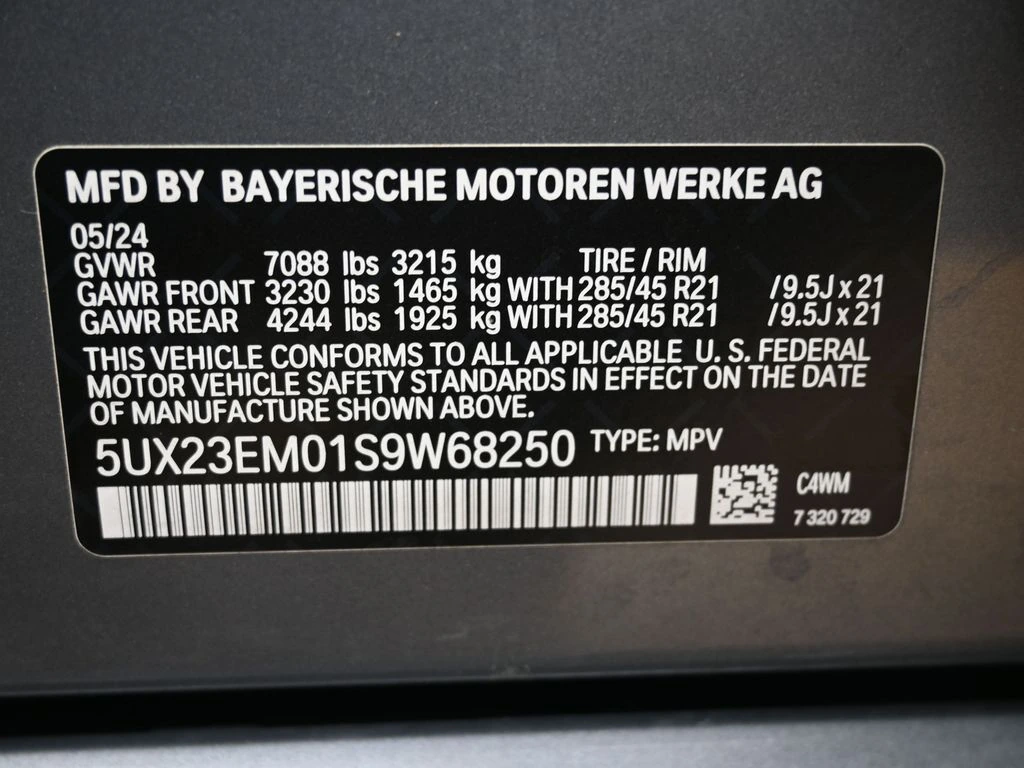 MFD BY BAYERISCHE MOTOREN WERKE AG
05/24
GVWR 7088 lbs 3215 kg TIRE / RIM
GAWR FRONT 3230 lbs 1465 kg WITH 285/45 R21 /9.5J x 21
GAWR REAR 4244 lbs 1925 kg WITH 285/45 R21 /9.5J x 21
THIS VEHICLE CONFORMS TO ALL APPLICABLE U. S. FEDERAL
MOTOR VEHICLE SAFETY STANDARDS IN EFFECT ON THE DATE
OF MANUFACTURE SHOWN ABOVE.
5UX23EM01S9W68250 TYPE: MPV
C4WM
7 320 729